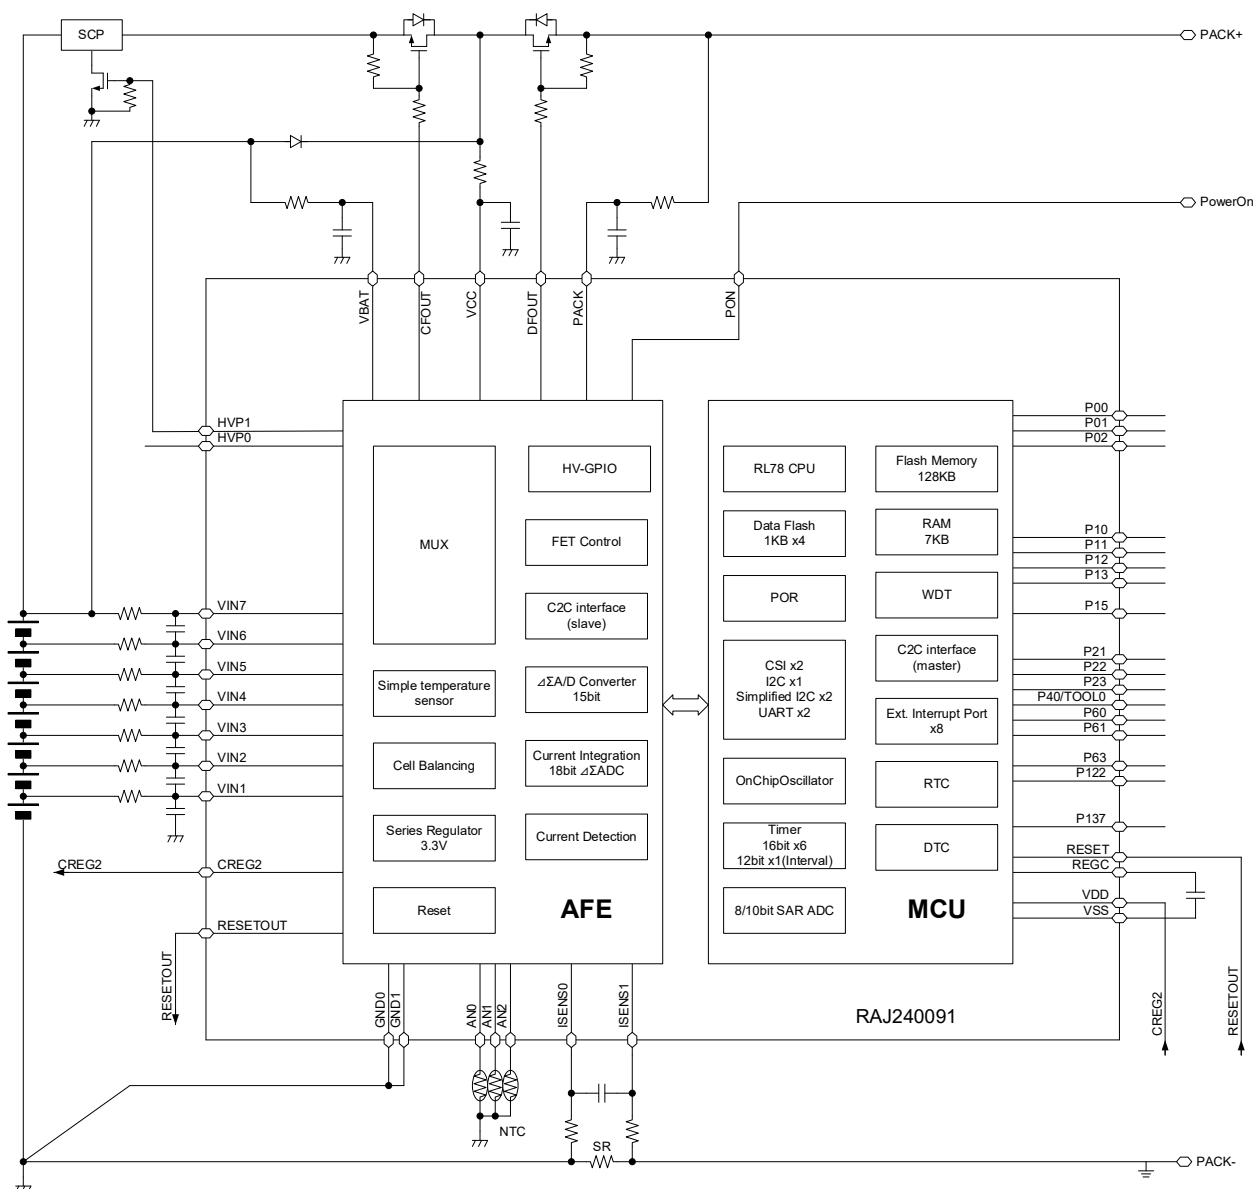 SCP
PACK+
PowerOn
VBAT
CFOUT
VCC
DFOUT
PACK
PON
HVP1
HVP0
MUX
HV-GPIO
FET Control
C2C interface
(slave)
Simple temperature
sensor
⊿ΣA/D Converter
15bit
Cell Balancing
Current Integration
18bit ⊿ΣADC
Series Regulator
3.3V
Current Detection
Reset
AFE
RL78 CPU
Flash Memory
128KB
Data Flash
1KB x4
RAM
7KB
POR
WDT
CSI x2
I2C x1
Simplified I2C x2
UART x2
C2C interface
(master)
Ext. Interrupt Port
x8
OnChipOscillator
RTC
Timer
16bit x6
12bit x1(Interval)
DTC
8/10bit SAR ADC
MCU
P00
P01
P02
P10
P11
P12
P13
P15
P21
P22
P23
P40/TOOL0
P60
P61
P63
P122
P137
RESET
REGC
VDD
VSS
VIN7
VIN6
VIN5
VIN4
VIN3
VIN2
VIN1
CREG2
CREG2
RESETOUT
RESETOUT
GND0
GND1
AN0
AN1
AN2
ISENS0
ISENS1
RAJ240091
CREG2
RESETOUT
NTC
SR
PACK-